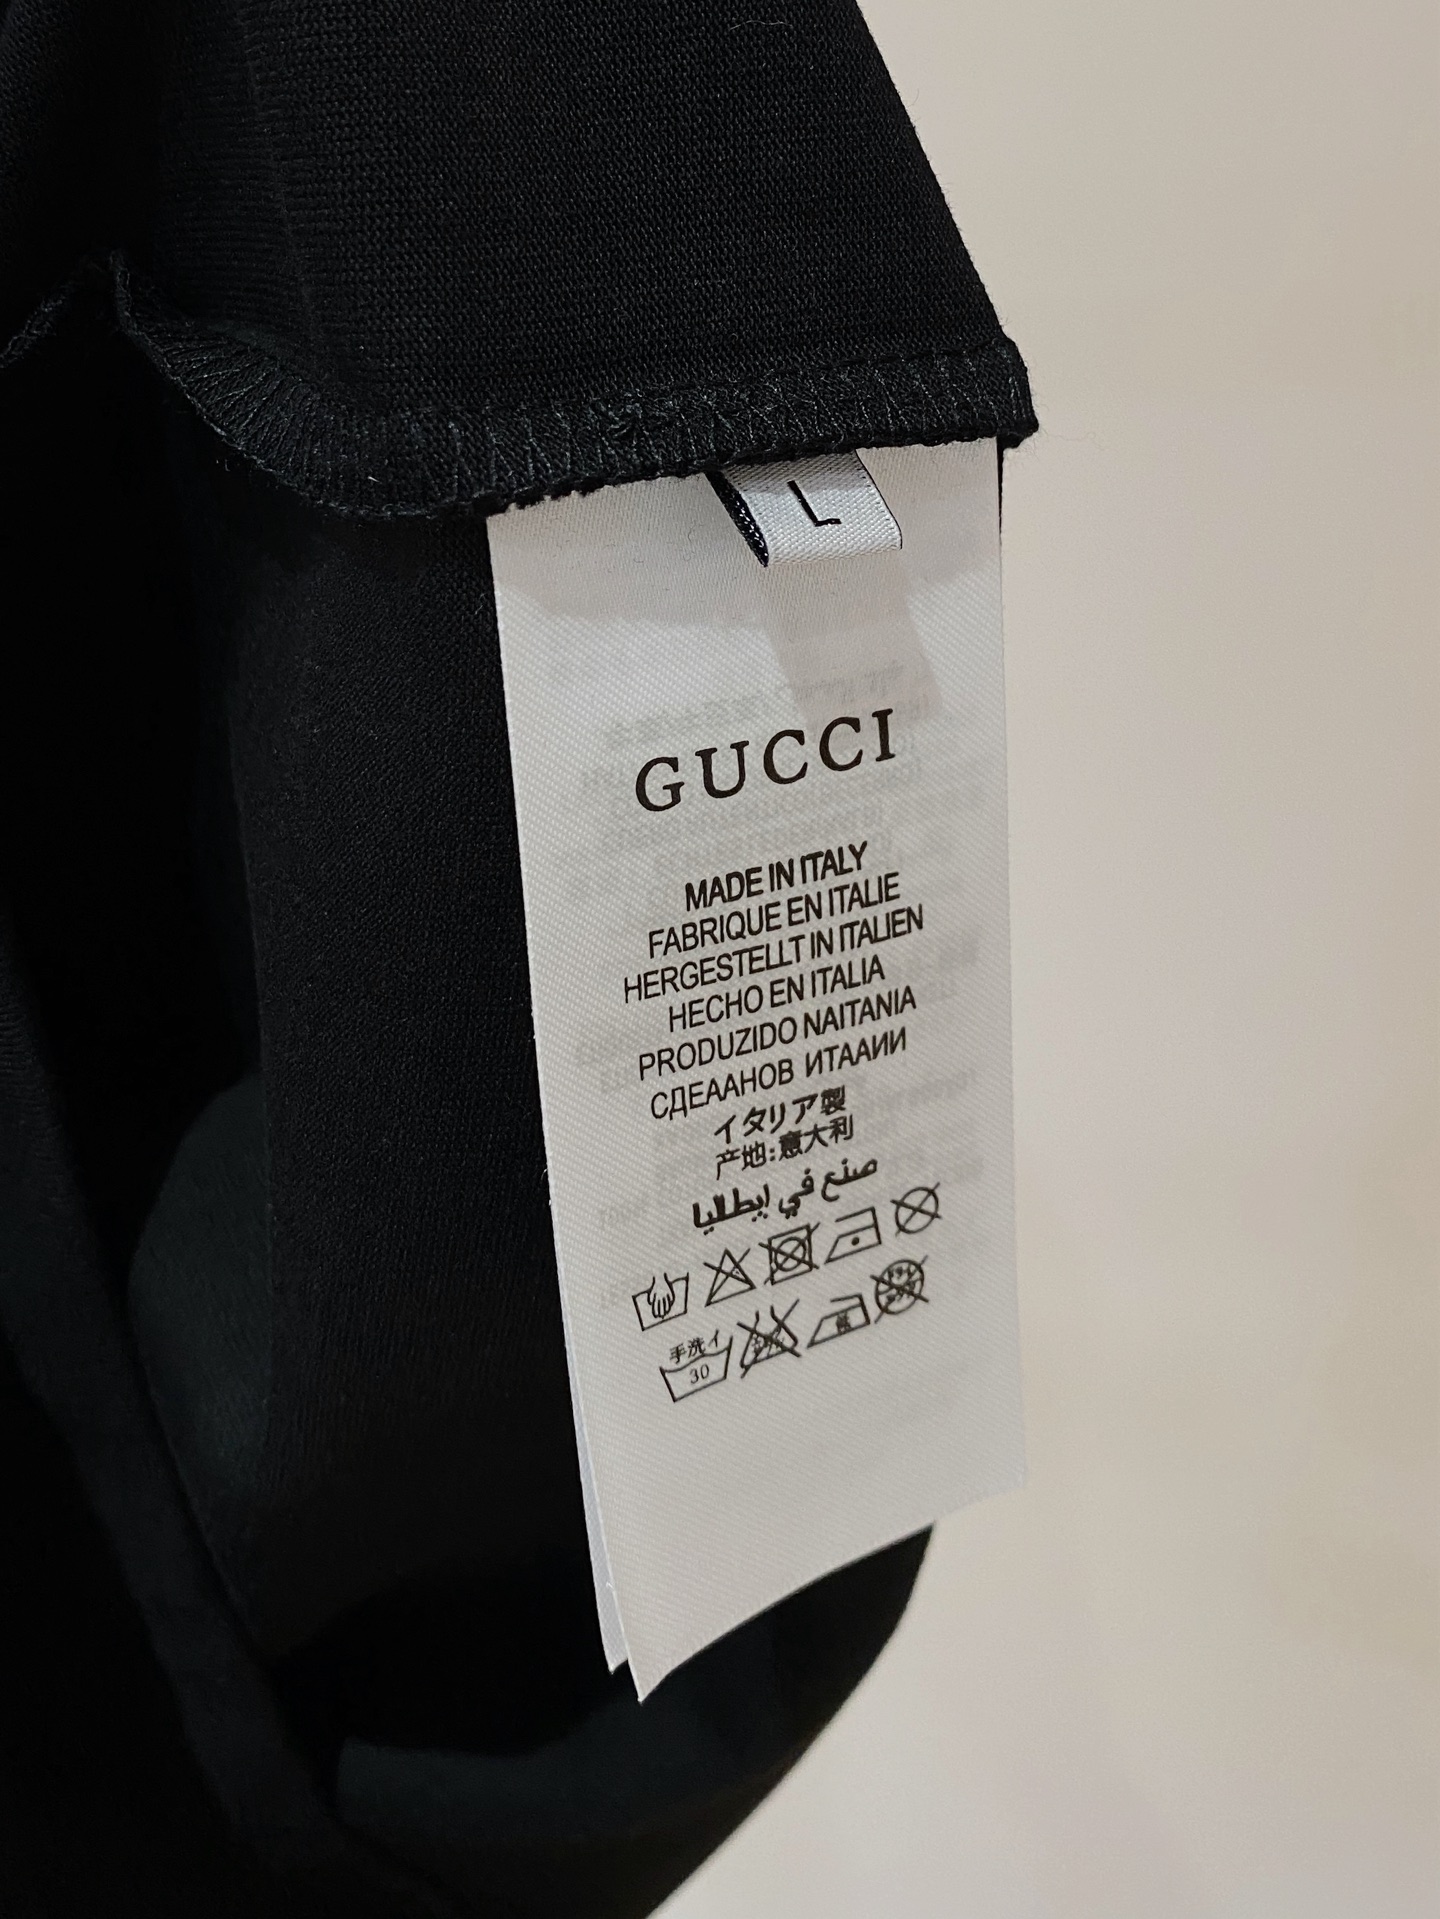 L
GUCCI
MADE IN ITALY
FABRIQUE EN ITALIE
HERGESTELLT IN ITALIEN
HECHO EN ITALIA
PRODUZIDO NAITANIA
СДЕААНОВ ИТААИИ
イタリア製
产地:意大利
صنع في إيطاليا
手洗イ
30